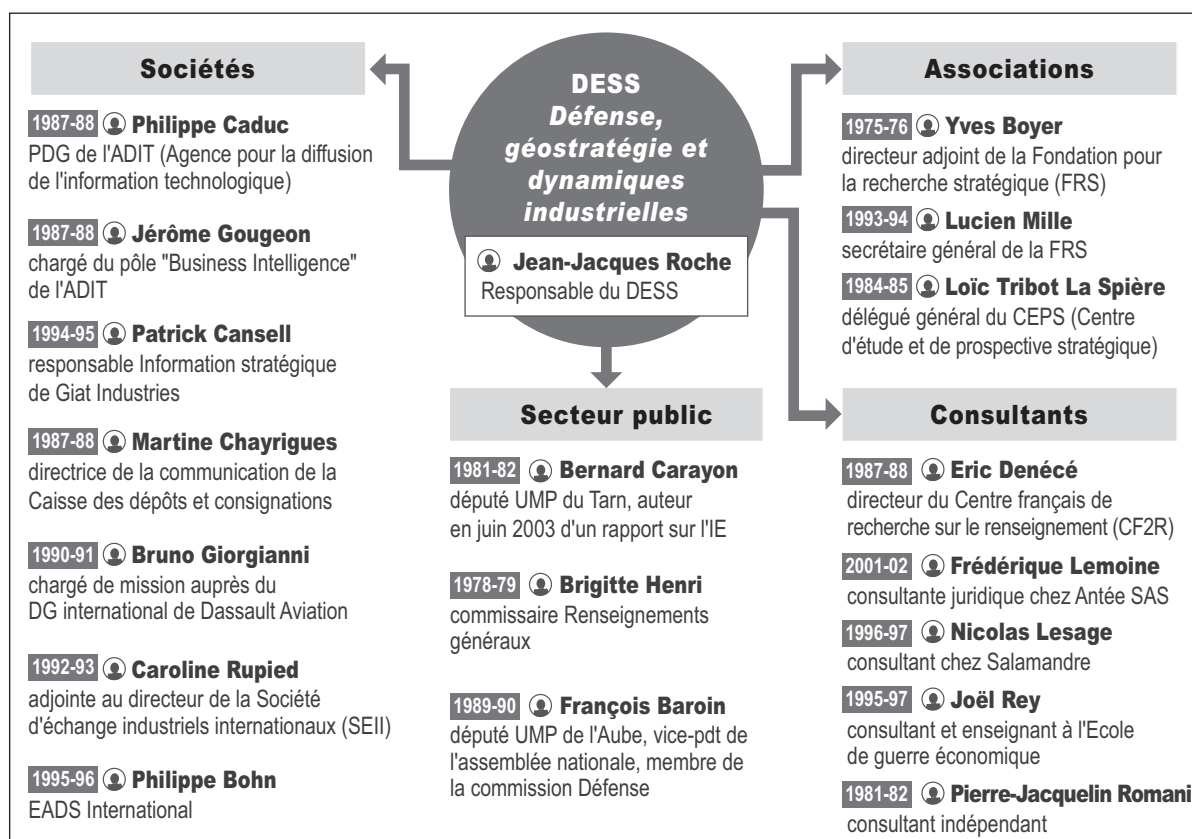 DESS
Défense,
géostratégie et
dynamiques
industrielles
Jean-Jacques Roche
Responsable du DESS
Sociétés
1987-88 Philippe Caduc
PDG de l'ADIT (Agence pour la diffusion
de l'information technologique)
1987-88 Jérôme Gougeon
chargé du pôle "Business Intelligence"
de l'ADIT
1994-95 Patrick Cansell
responsable Information stratégique
de Giat Industries
1987-88 Martine Chayrigues
directrice de la communication de la
Caisse des dépôts et consignations
1990-91 Bruno Giorgianni
chargé de mission auprès du
DG international de Dassault Aviation
1992-93 Caroline Rupied
adjointe au directeur de la Société
d'échange industriels internationaux (SEII)
1995-96 Philippe Bohn
EADS International
Secteur public
1981-82 Bernard Carayon
député UMP du Tarn, auteur
en juin 2003 d'un rapport sur l'IE
1978-79 Brigitte Henri
commissaire Renseignements
généraux
1989-90 François Baroin
député UMP de l'Aube, vice-pdt de
l'assemblée nationale, membre de
la commission Défense
Associations
1975-76 Yves Boyer
directeur adjoint de la Fondation pour
la recherche stratégique (FRS)
1993-94 Lucien Mille
secrétaire général de la FRS
1984-85 Loïc Tribot La Spière
délégué général du CEPS (Centre
d'étude et de prospective stratégique)
Consultants
1987-88 Eric Denécé
directeur du Centre français de
recherche sur le renseignement (CF2R)
2001-02 Frédérique Lemoine
consultante juridique chez Antée SAS
1996-97 Nicolas Lesage
consultant chez Salamandre
1995-97 Joël Rey
consultant et enseignant à l'Ecole
de guerre économique
1981-82 Pierre-Jacquelin Romani
consultant indépendant